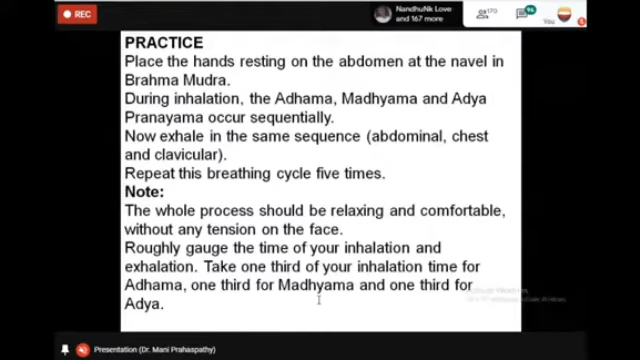 REC
NandhuNk Love
and 167 more
170
94
You
PRACTICE
Place the hands resting on the abdomen at the navel in
Brahma Mudra.
During inhalation, the Adhama, Madhyama and Adya
Pranayama occur sequentially.
Now exhale in the same sequence (abdominal, chest
and clavicular).
Repeat this breathing cycle five times.
Note:
The whole process should be relaxing and comfortable,
without any tension on the face.
Roughly gauge the time of your inhalation and
exhalation. Take one third of your inhalation time for
Adhama, one third for Madhyama and one third for
Adya.
Presentation (Dr. Mani Prahaspathy)